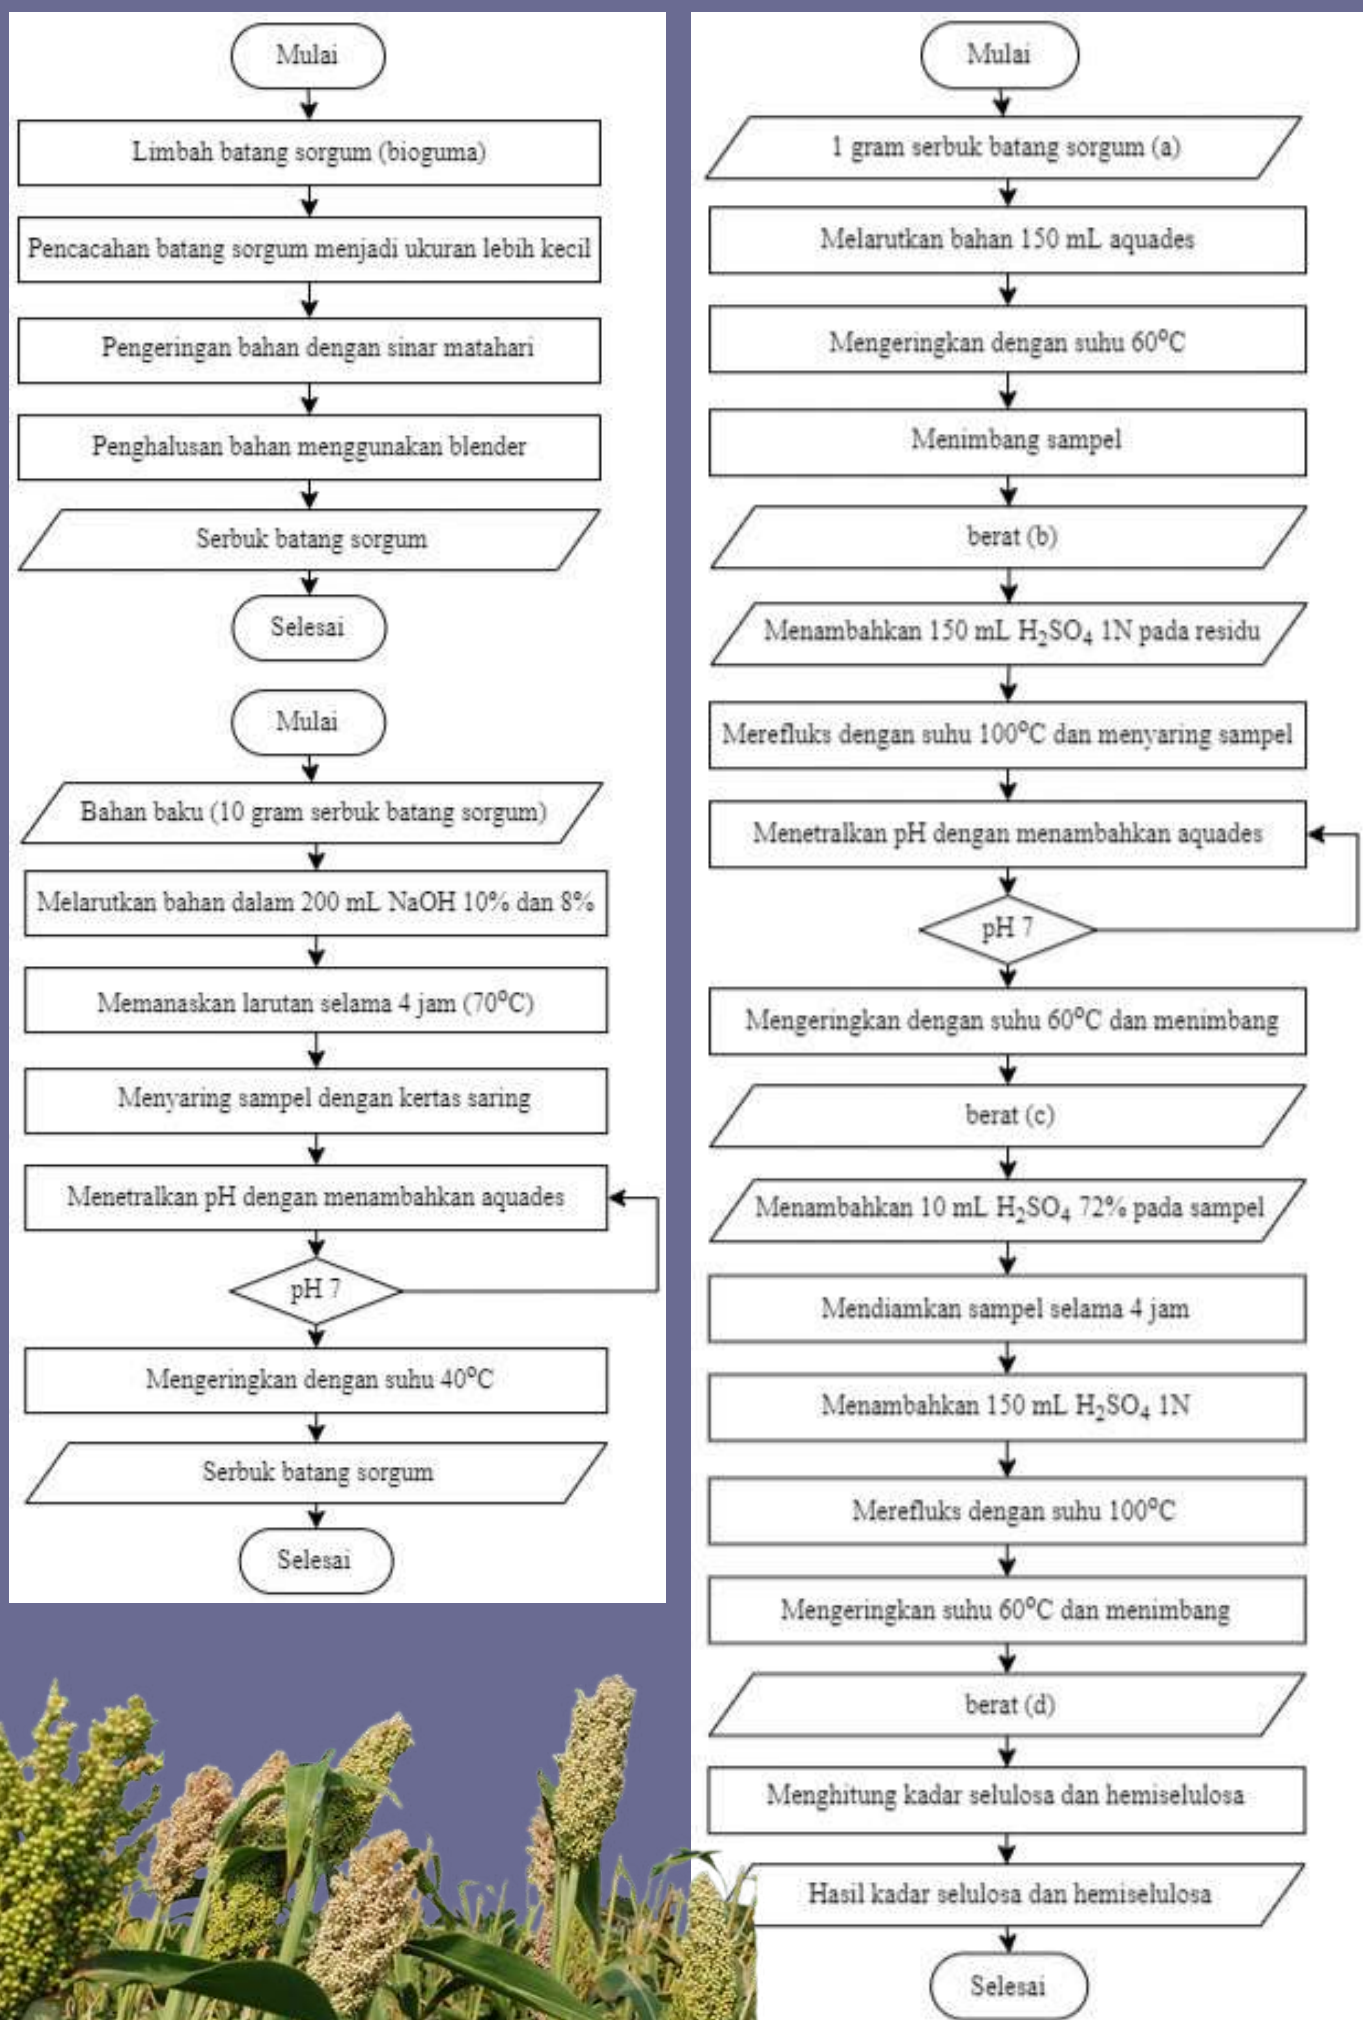 Mulai
Limbah batang sorgum (bioguma)
Pencacahan batang sorgum menjadi ukuran lebih kecil
Pengeringan bahan dengan sinar matahari
Penghalusan bahan menggunakan blender
Serbuk batang sorgum
Selesai
Mulai
Bahan baku (10 gram serbuk batang sorgum)
Melarutkan bahan dalam 200 mL NaOH 10% dan 8%
Memanaskan larutan selama 4 jam (70⁰C)
Menyaring sampel dengan kertas saring
Menetralkan pH dengan menambahkan aquades
pH 7
Mengeringkan dengan suhu 40⁰C
Serbuk batang sorgum
Selesai
Mulai
1 gram serbuk batang sorgum (a)
Melarutkan bahan 150 mL aquades
Mengeringkan dengan suhu 60⁰C
Menimbang sampel
berat (b)
Menambahkan 150 mL H₂SO₄ 1N pada residu
Merefluks dengan suhu 100⁰C dan menyaring sampel
Menetralkan pH dengan menambahkan aquades
pH 7
Mengeringkan dengan suhu 60⁰C dan menimbang
berat (c)
Menambahkan 10 mL H₂SO₄ 72% pada sampel
Mendiamkan sampel selama 4 jam
Menambahkan 150 mL H₂SO₄ 1N
Merefluks dengan suhu 100⁰C
Mengeringkan suhu 60⁰C dan menimbang
berat (d)
Menghitung kadar selulosa dan hemiselulosa
Hasil kadar selulosa dan hemiselulosa
Selesai